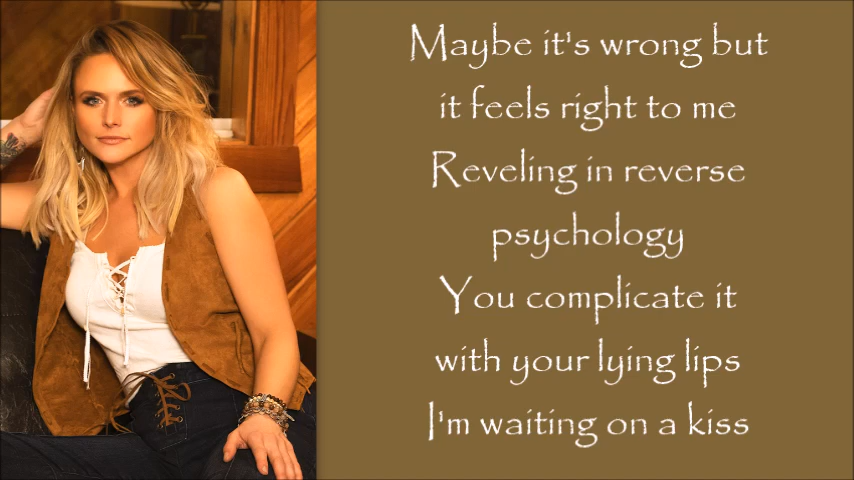 Maybe it's wrong but
it feels right to me
Reveling in reverse
psychology
You complicate it
with your lying lips
I'm waiting on a kiss